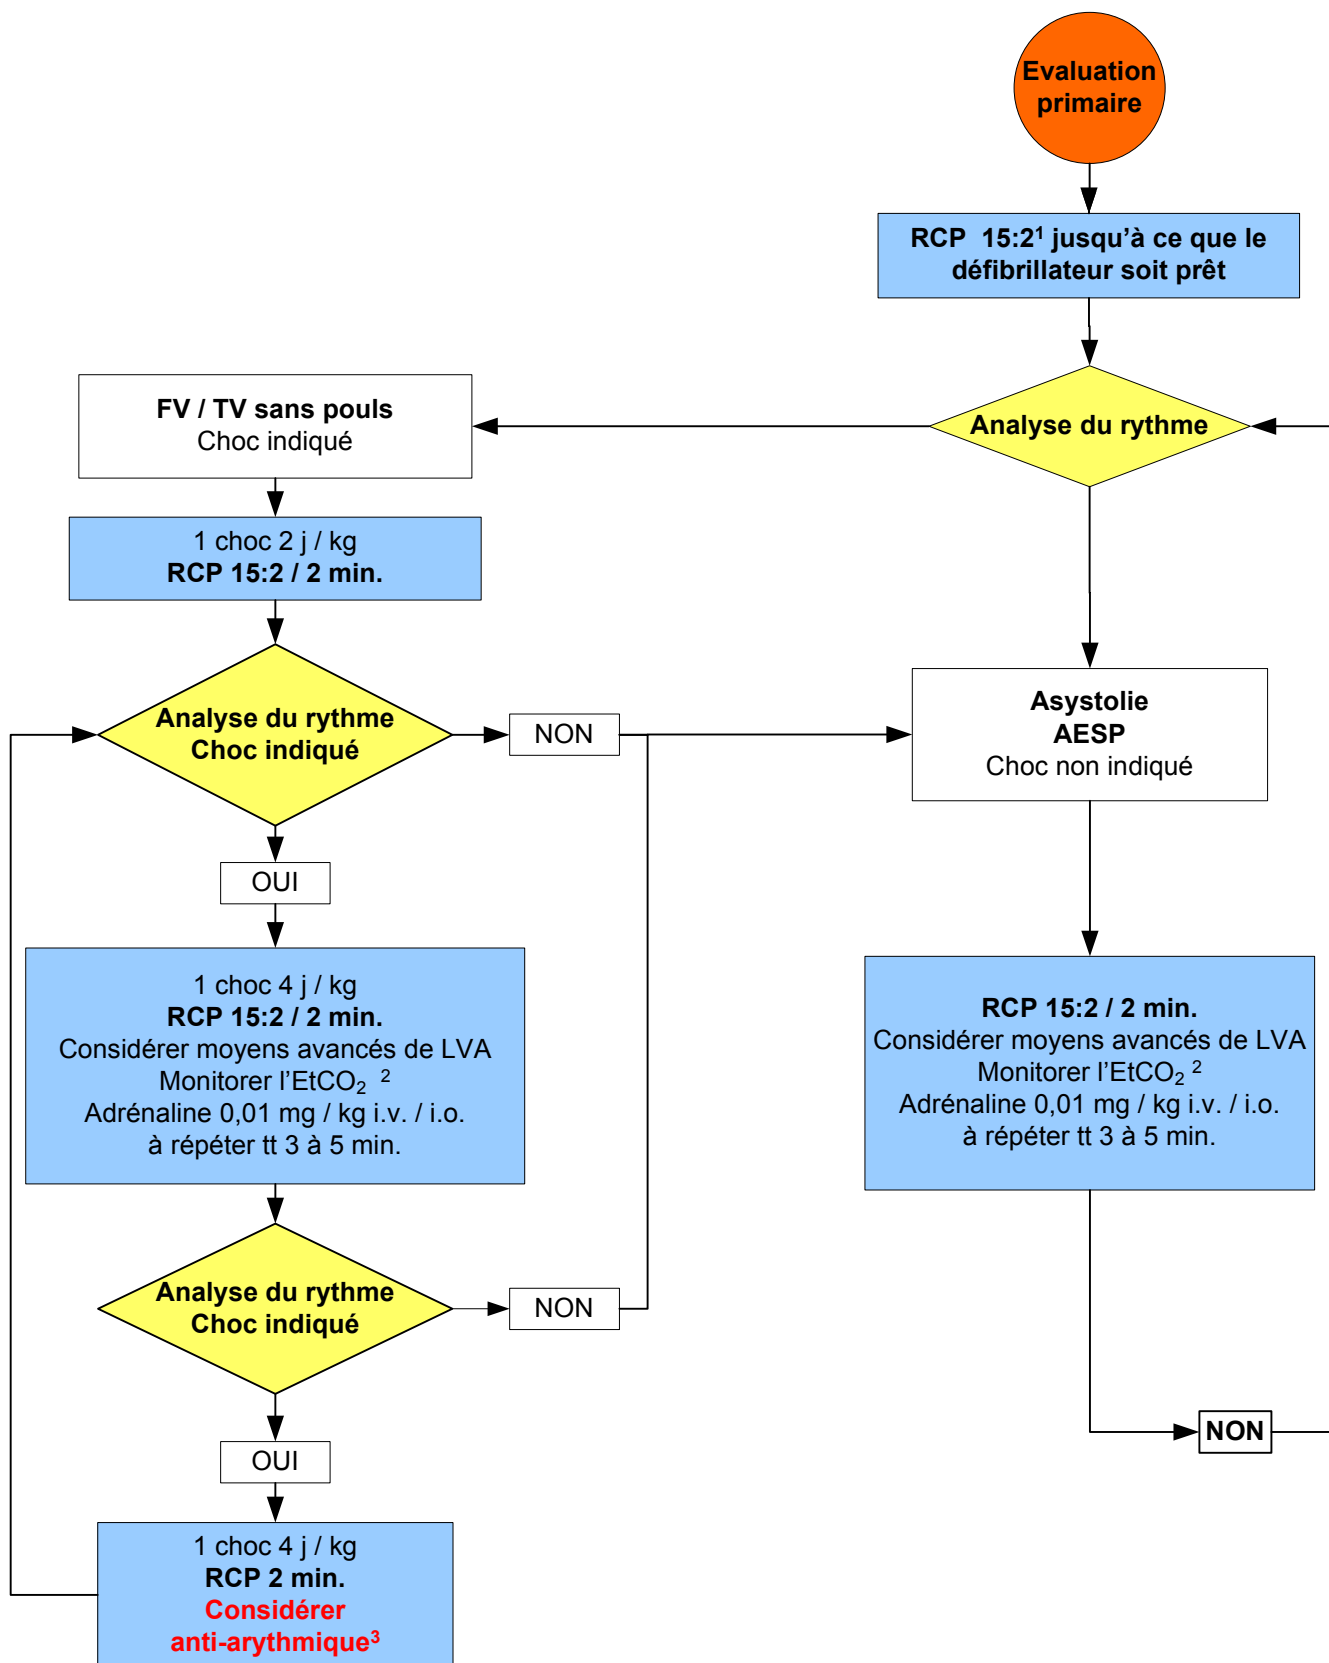 Evaluation
primaire
RCP 15:2¹ jusqu'à ce que le
défibrillateur soit prêt
Analyse du rythme
FV / TV sans pouls
Choc indiqué
1 choc 2 j / kg
RCP 15:2 / 2 min.
Analyse du rythme
Choc indiqué
NON
OUI
Asystolie
AESP
Choc non indiqué
1 choc 4 j / kg
RCP 15:2 / 2 min.
Considérer moyens avancés de LVA
Monitorer l'EtCO₂ ²
Adrénaline 0,01 mg / kg i.v. / i.o.
à répéter tt 3 à 5 min.
RCP 15:2 / 2 min.
Considérer moyens avancés de LVA
Monitorer l'EtCO₂ ²
Adrénaline 0,01 mg / kg i.v. / i.o.
à répéter tt 3 à 5 min.
Analyse du rythme
Choc indiqué
NON
OUI
NON
1 choc 4 j / kg
RCP 2 min.
Considérer
anti-arythmique³